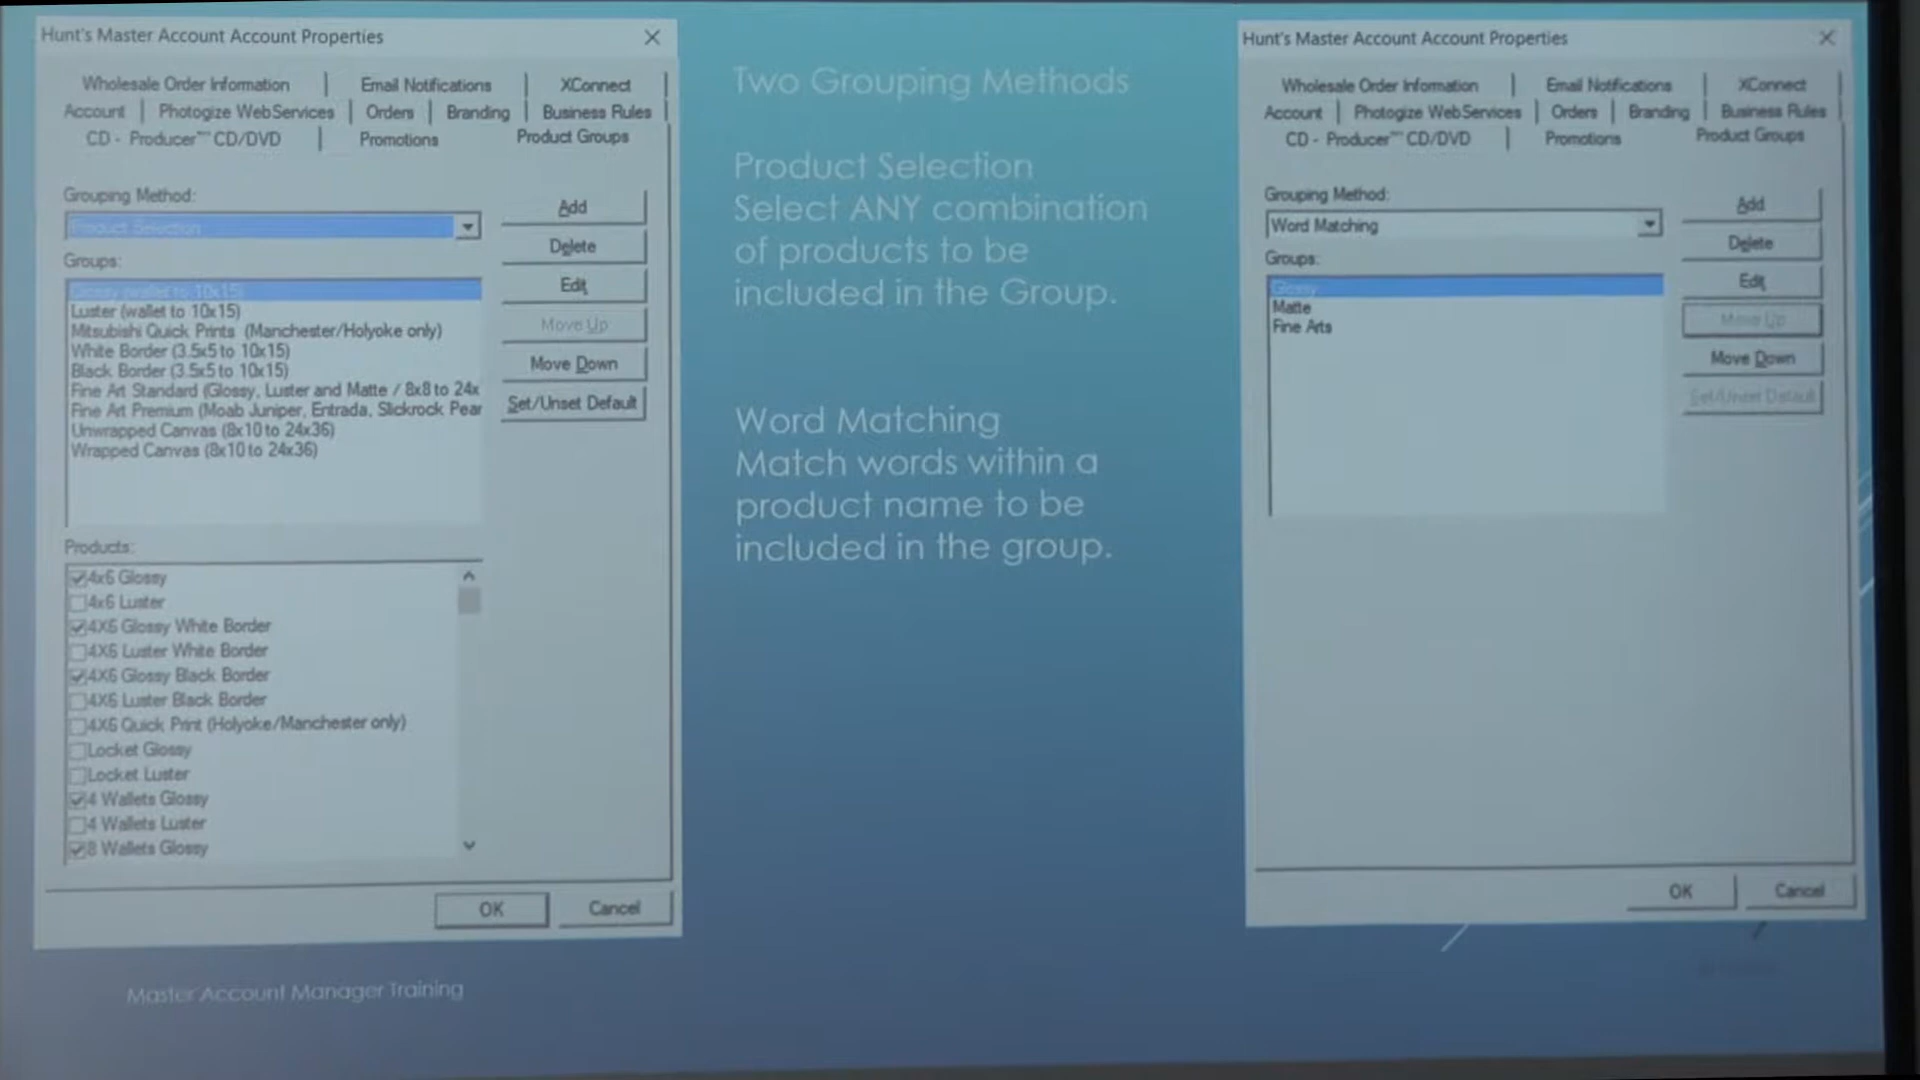 Hunt's Master Account Account Properties
Wholesale Order Information
Email Notifications
XConnect
Account
Photogize WebServices
Orders
Branding
Business Rules
CD - Producer™ CD/DVD
Promotions
Product Groups
Grouping Method:
Product Selection
Groups:
Glossy (wallet to 10x15)
Luster (wallet to 10x15)
Mitsubishi Quick Prints (Manchester/Holyoke only)
White Border (3.5x5 to 10x15)
Black Border (3.5x5 to 10x15)
Fine Art Standard (Glossy, Luster and Matte / 8x8 to 24x
Fine Art Premium (Moab Juniper, Entrada, Slickrock Pear
Unwrapped Canvas (8x10 to 24x36)
Wrapped Canvas (8x10 to 24x36)
Add
Delete
Edit
Move Up
Move Down
Set/Unset Default
Products:
4x6 Glossy
4x6 Luster
4X6 Glossy White Border
4X6 Luster White Border
4X6 Glossy Black Border
4X6 Luster Black Border
4X6 Quick Print (Holyoke/Manchester only)
Locket Glossy
Locket Luster
4 Wallets Glossy
4 Wallets Luster
8 Wallets Glossy
OK
Cancel
Two Grouping Methods
Product Selection
Select ANY combination
of products to be
included in the Group.
Word Matching
Match words within a
product name to be
included in the group.
Hunt's Master Account Account Properties
Wholesale Order Information
Email Notifications
XConnect
Account
Photogize WebServices
Orders
Branding
Business Rules
CD - Producer™ CD/DVD
Promotions
Product Groups
Grouping Method:
Word Matching
Groups:
Glossy
Matte
Fine Arts
Add
Delete
Edit
Move Up
Move Down
Set/Unset Default
OK
Cancel
Master Account Manager Training